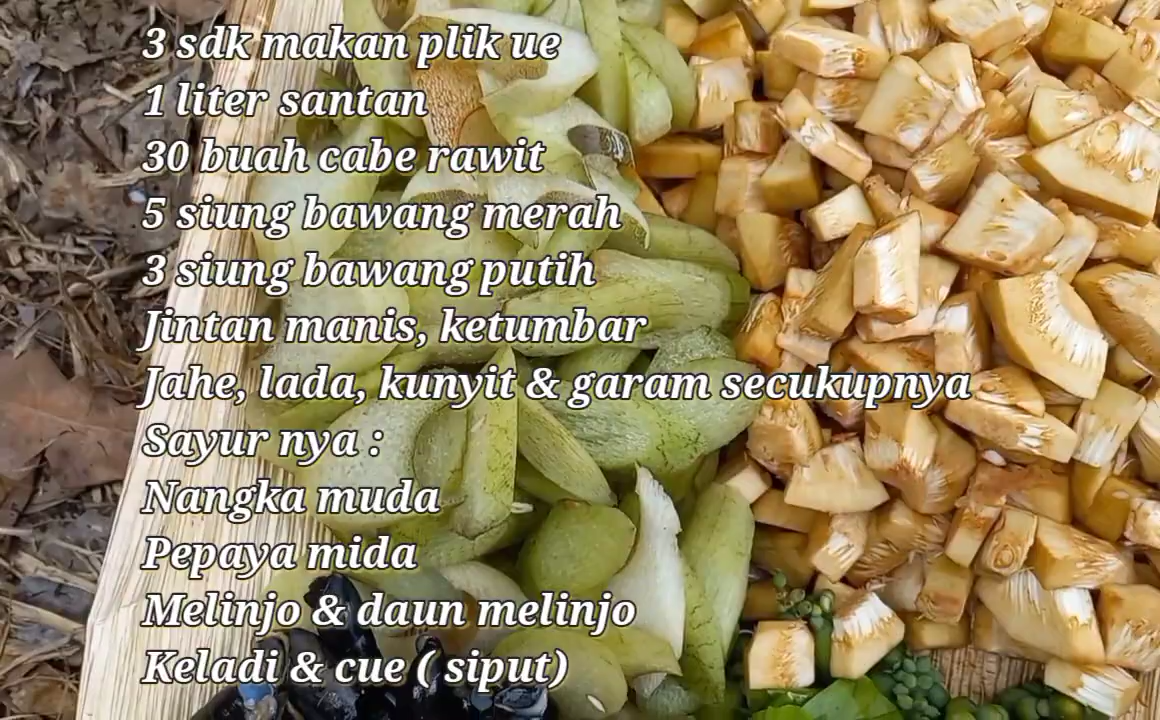 3 sdk makan plik ue
1 liter santan
30 buah cabe rawit
5 siung bawang merah
3 siung bawang putih
Jintan manis, ketumbar
Jahe, lada, kunyit & garam secukupnya
Sayur nya :
Nangka muda
Pepaya mida
Melinjo & daun melinjo
Keladi & cue ( siput)